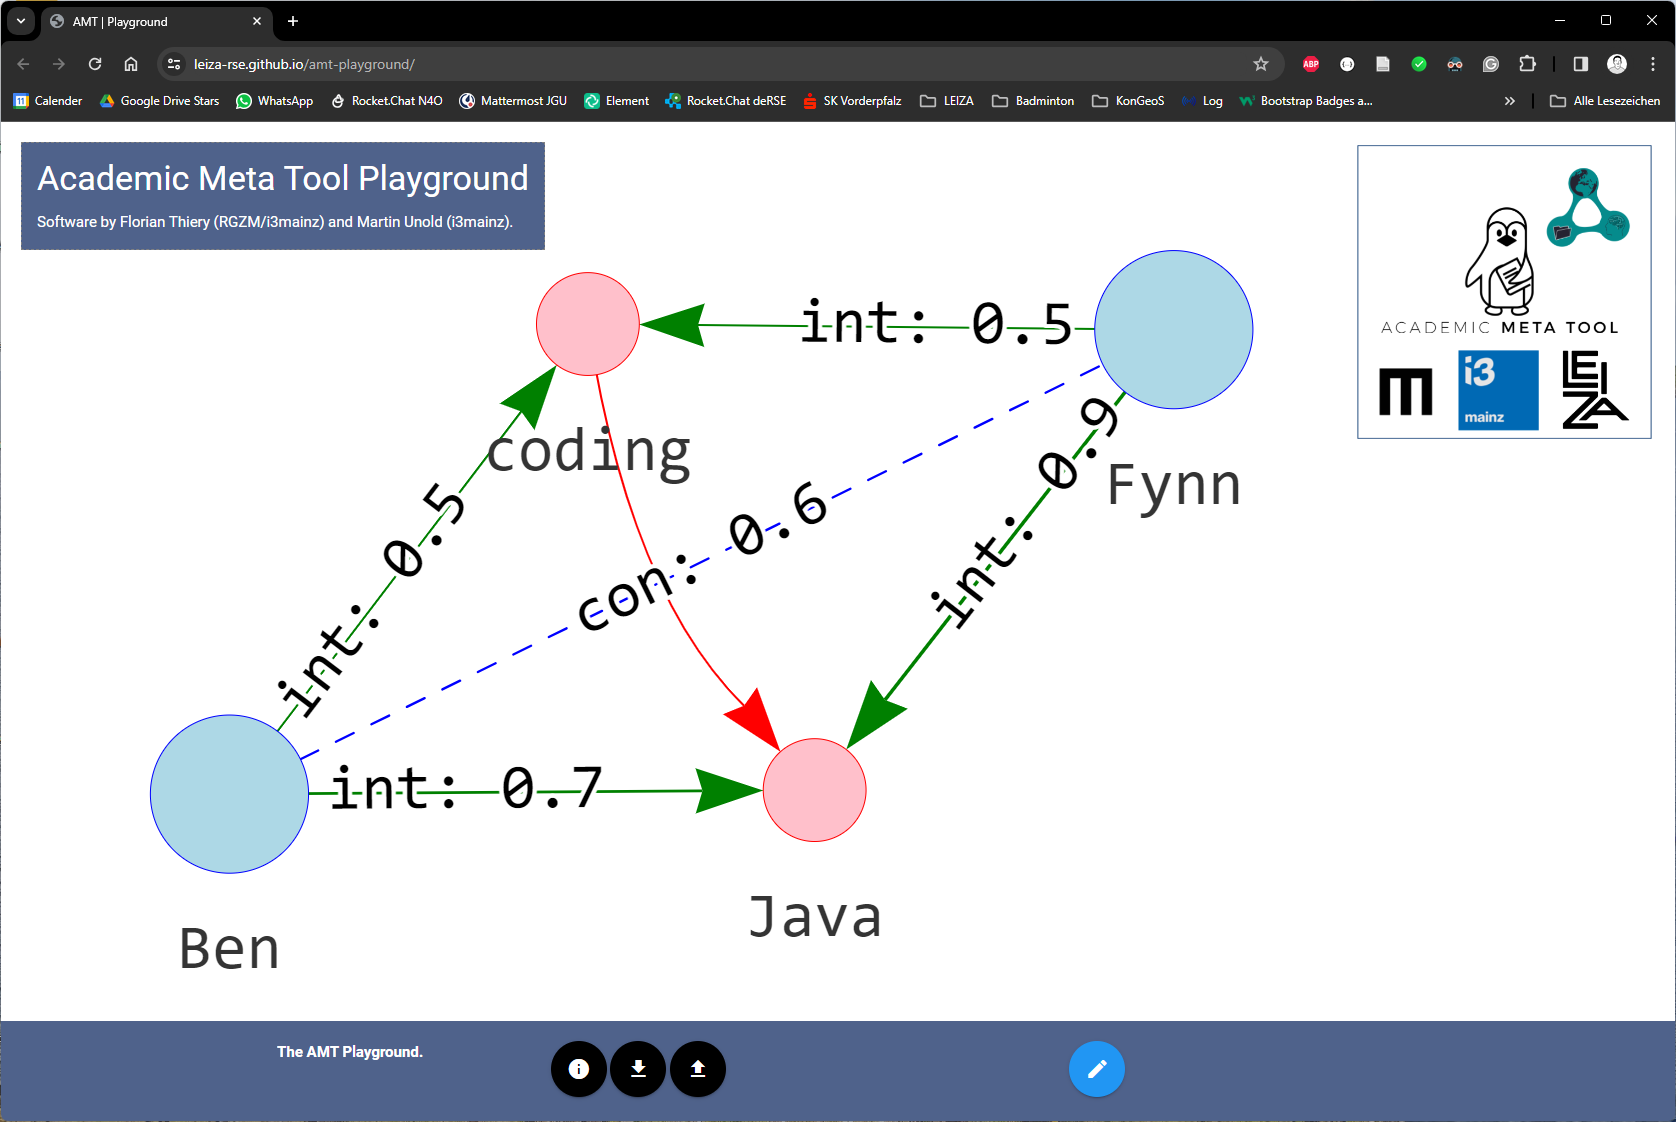 AMT | Playground
leiza-rse.github.io/amt-playground/
ABP
Calender
Google Drive Stars
WhatsApp
Rocket.Chat N4O
Mattermost JGU
Element
Rocket.Chat deRSE
SK Vorderpfalz
LEIZA
Badminton
KonGeoS
Log
Bootstrap Badges a...
Alle Lesezeichen
Academic Meta Tool Playground
Software by Florian Thiery (RGZM/i3mainz) and Martin Unold (i3mainz).
ACADEMIC META TOOL
m
i3
mainz
LEIZA
int: 0.5
coding
int: 0.9
Fynn
int: 0.5
con: 0.6
int: 0.7
Java
Ben
The AMT Playground.